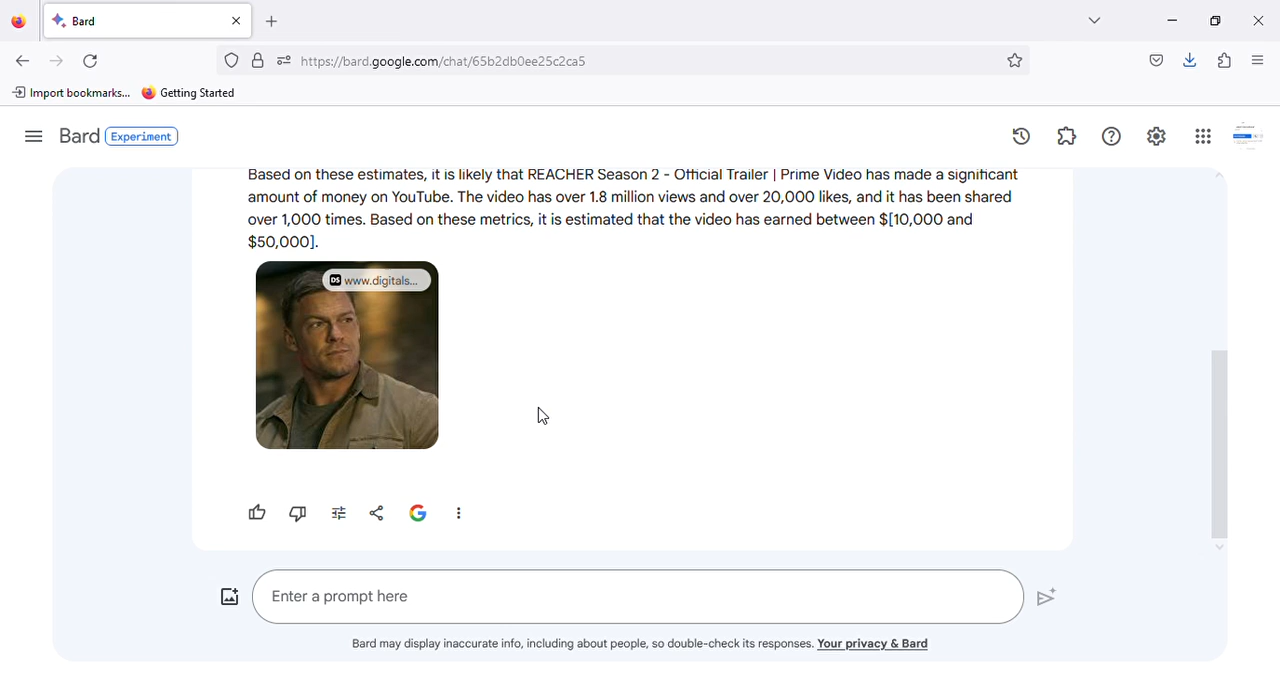 Bard
https://bard.google.com/chat/65b2db0ee25c2ca5
Import bookmarks...
Getting Started
Bard Experiment
Based on these estimates, it is likely that REACHER Season 2 - Official Trailer | Prime Video has made a significant
amount of money on YouTube. The video has over 1.8 million views and over 20,000 likes, and it has been shared
over 1,000 times. Based on these metrics, it is estimated that the video has earned between $[10,000 and
$50,000].
DS www.digitals...
Enter a prompt here
Bard may display inaccurate info, including about people, so double-check its responses. Your privacy & Bard